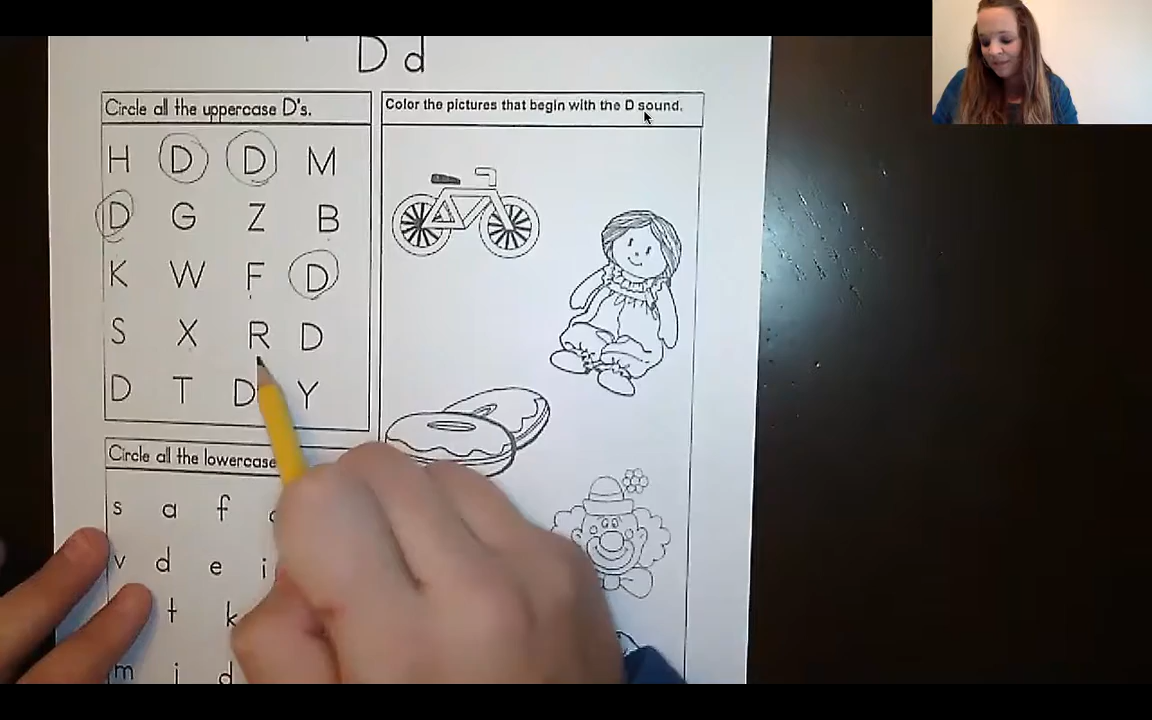 D d
Circle all the uppercase D's.
H D D M
D G Z B
K W F D
S X R D
D T D Y
Circle all the lowercase
s a f
v d e i
t k
m j d
Color the pictures that begin with the D sound.